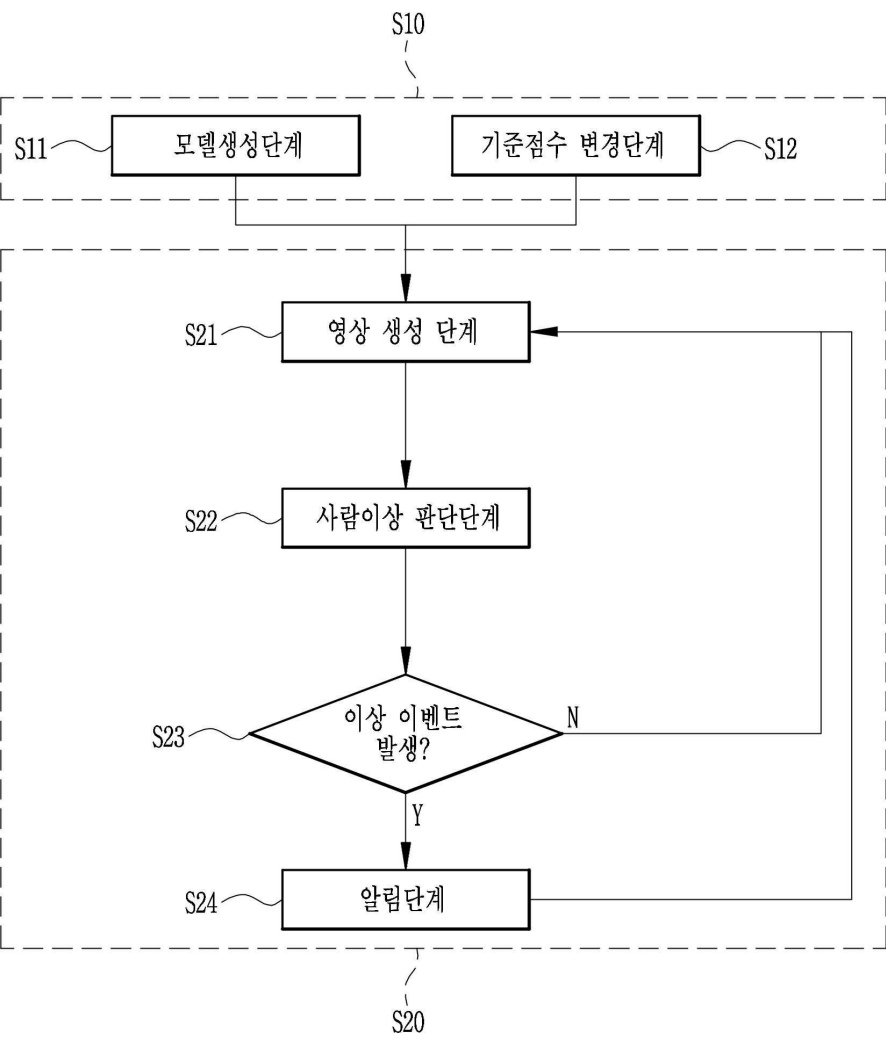 S10
S11
모델생성단계
기준점수 변경단계
S12
S21
영상 생성 단계
S22
사람이상 판단단계
S23
이상 이벤트
발생?
N
Y
S24
알림단계
S20